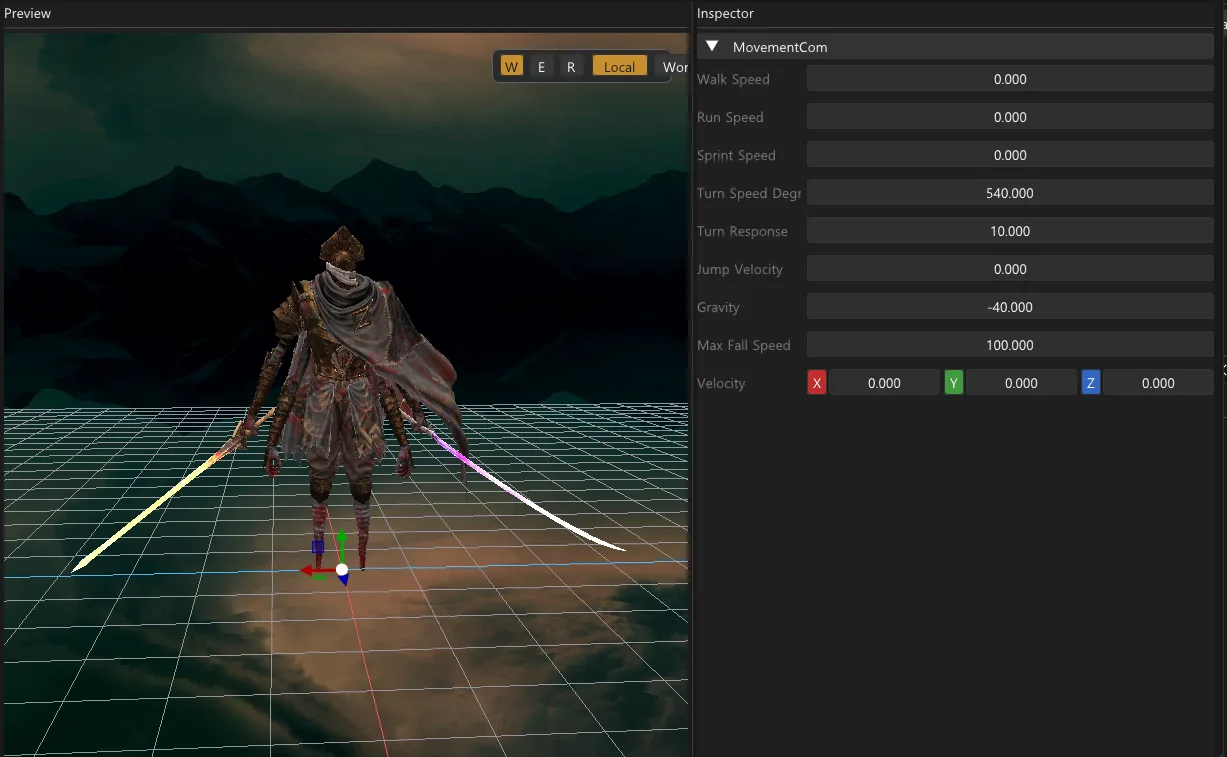 Preview
W E R Local Wor
Inspector
MovementCom
Walk Speed 0.000
Run Speed 0.000
Sprint Speed 0.000
Turn Speed Degr 540.000
Turn Response 10.000
Jump Velocity 0.000
Gravity -40.000
Max Fall Speed 100.000
Velocity X 0.000 Y 0.000 Z 0.000